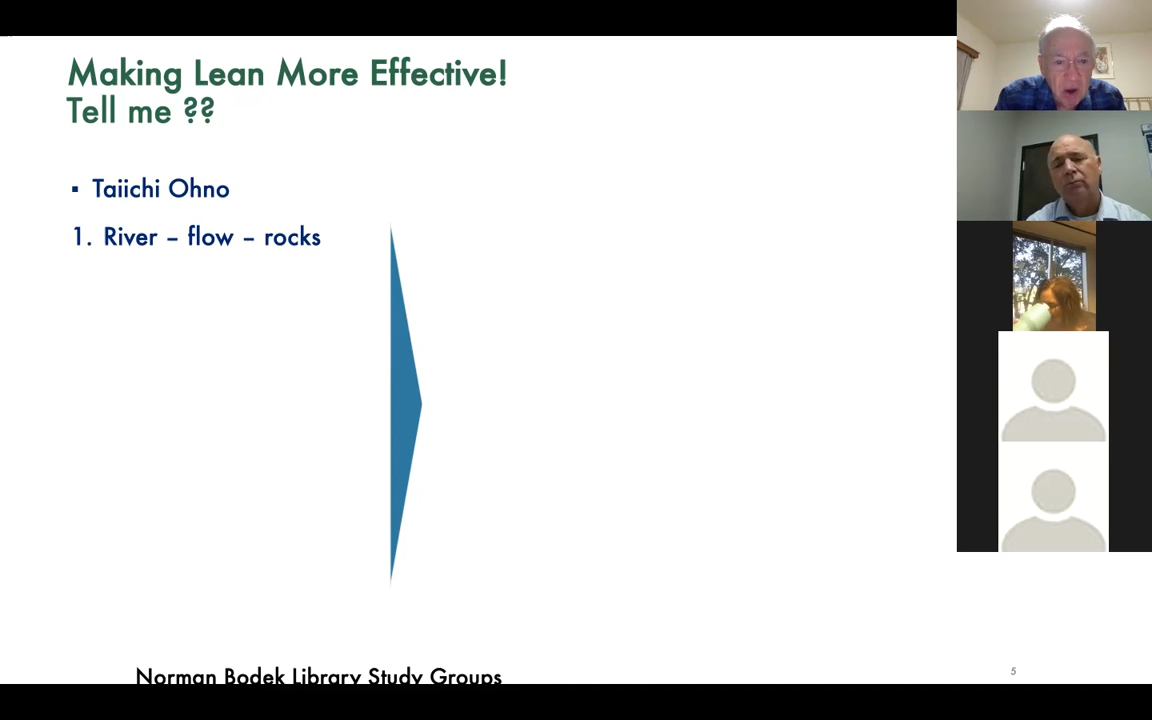 Making Lean More Effective!
Tell me ??
▪ Taiichi Ohno
1. River – flow – rocks
Norman Bodek Library Study Groups
5